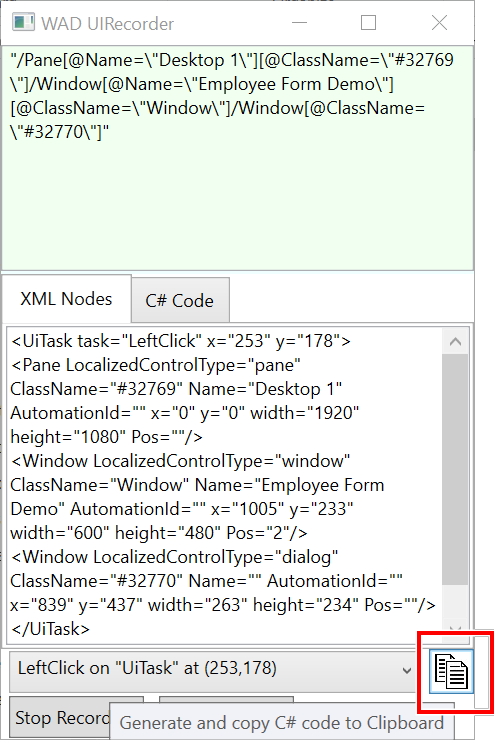 WAD UIRecorder
"/Pane[@Name=\"Desktop 1\"][@ClassName=\"#32769
\"]/Window[@Name=\"Employee Form Demo\"]
[@ClassName=\"Window\"]/Window[@ClassName=
\"#32770\"]"
XML Nodes
C# Code
<UiTask task="LeftClick" x="253" y="178">
<Pane LocalizedControlType="pane"
ClassName="#32769" Name="Desktop 1"
AutomationId="" x="0" y="0" width="1920"
height="1080" Pos=""/>
<Window LocalizedControlType="window"
ClassName="Window" Name="Employee Form
Demo" AutomationId="" x="1005" y="233"
width="600" height="480" Pos="2"/>
<Window LocalizedControlType="dialog"
ClassName="#32770" Name="" AutomationId=""
x="839" y="437" width="263" height="234" Pos=""/>
</UiTask>
LeftClick on "UiTask" at (253,178)
Stop Record
Generate and copy C# code to Clipboard